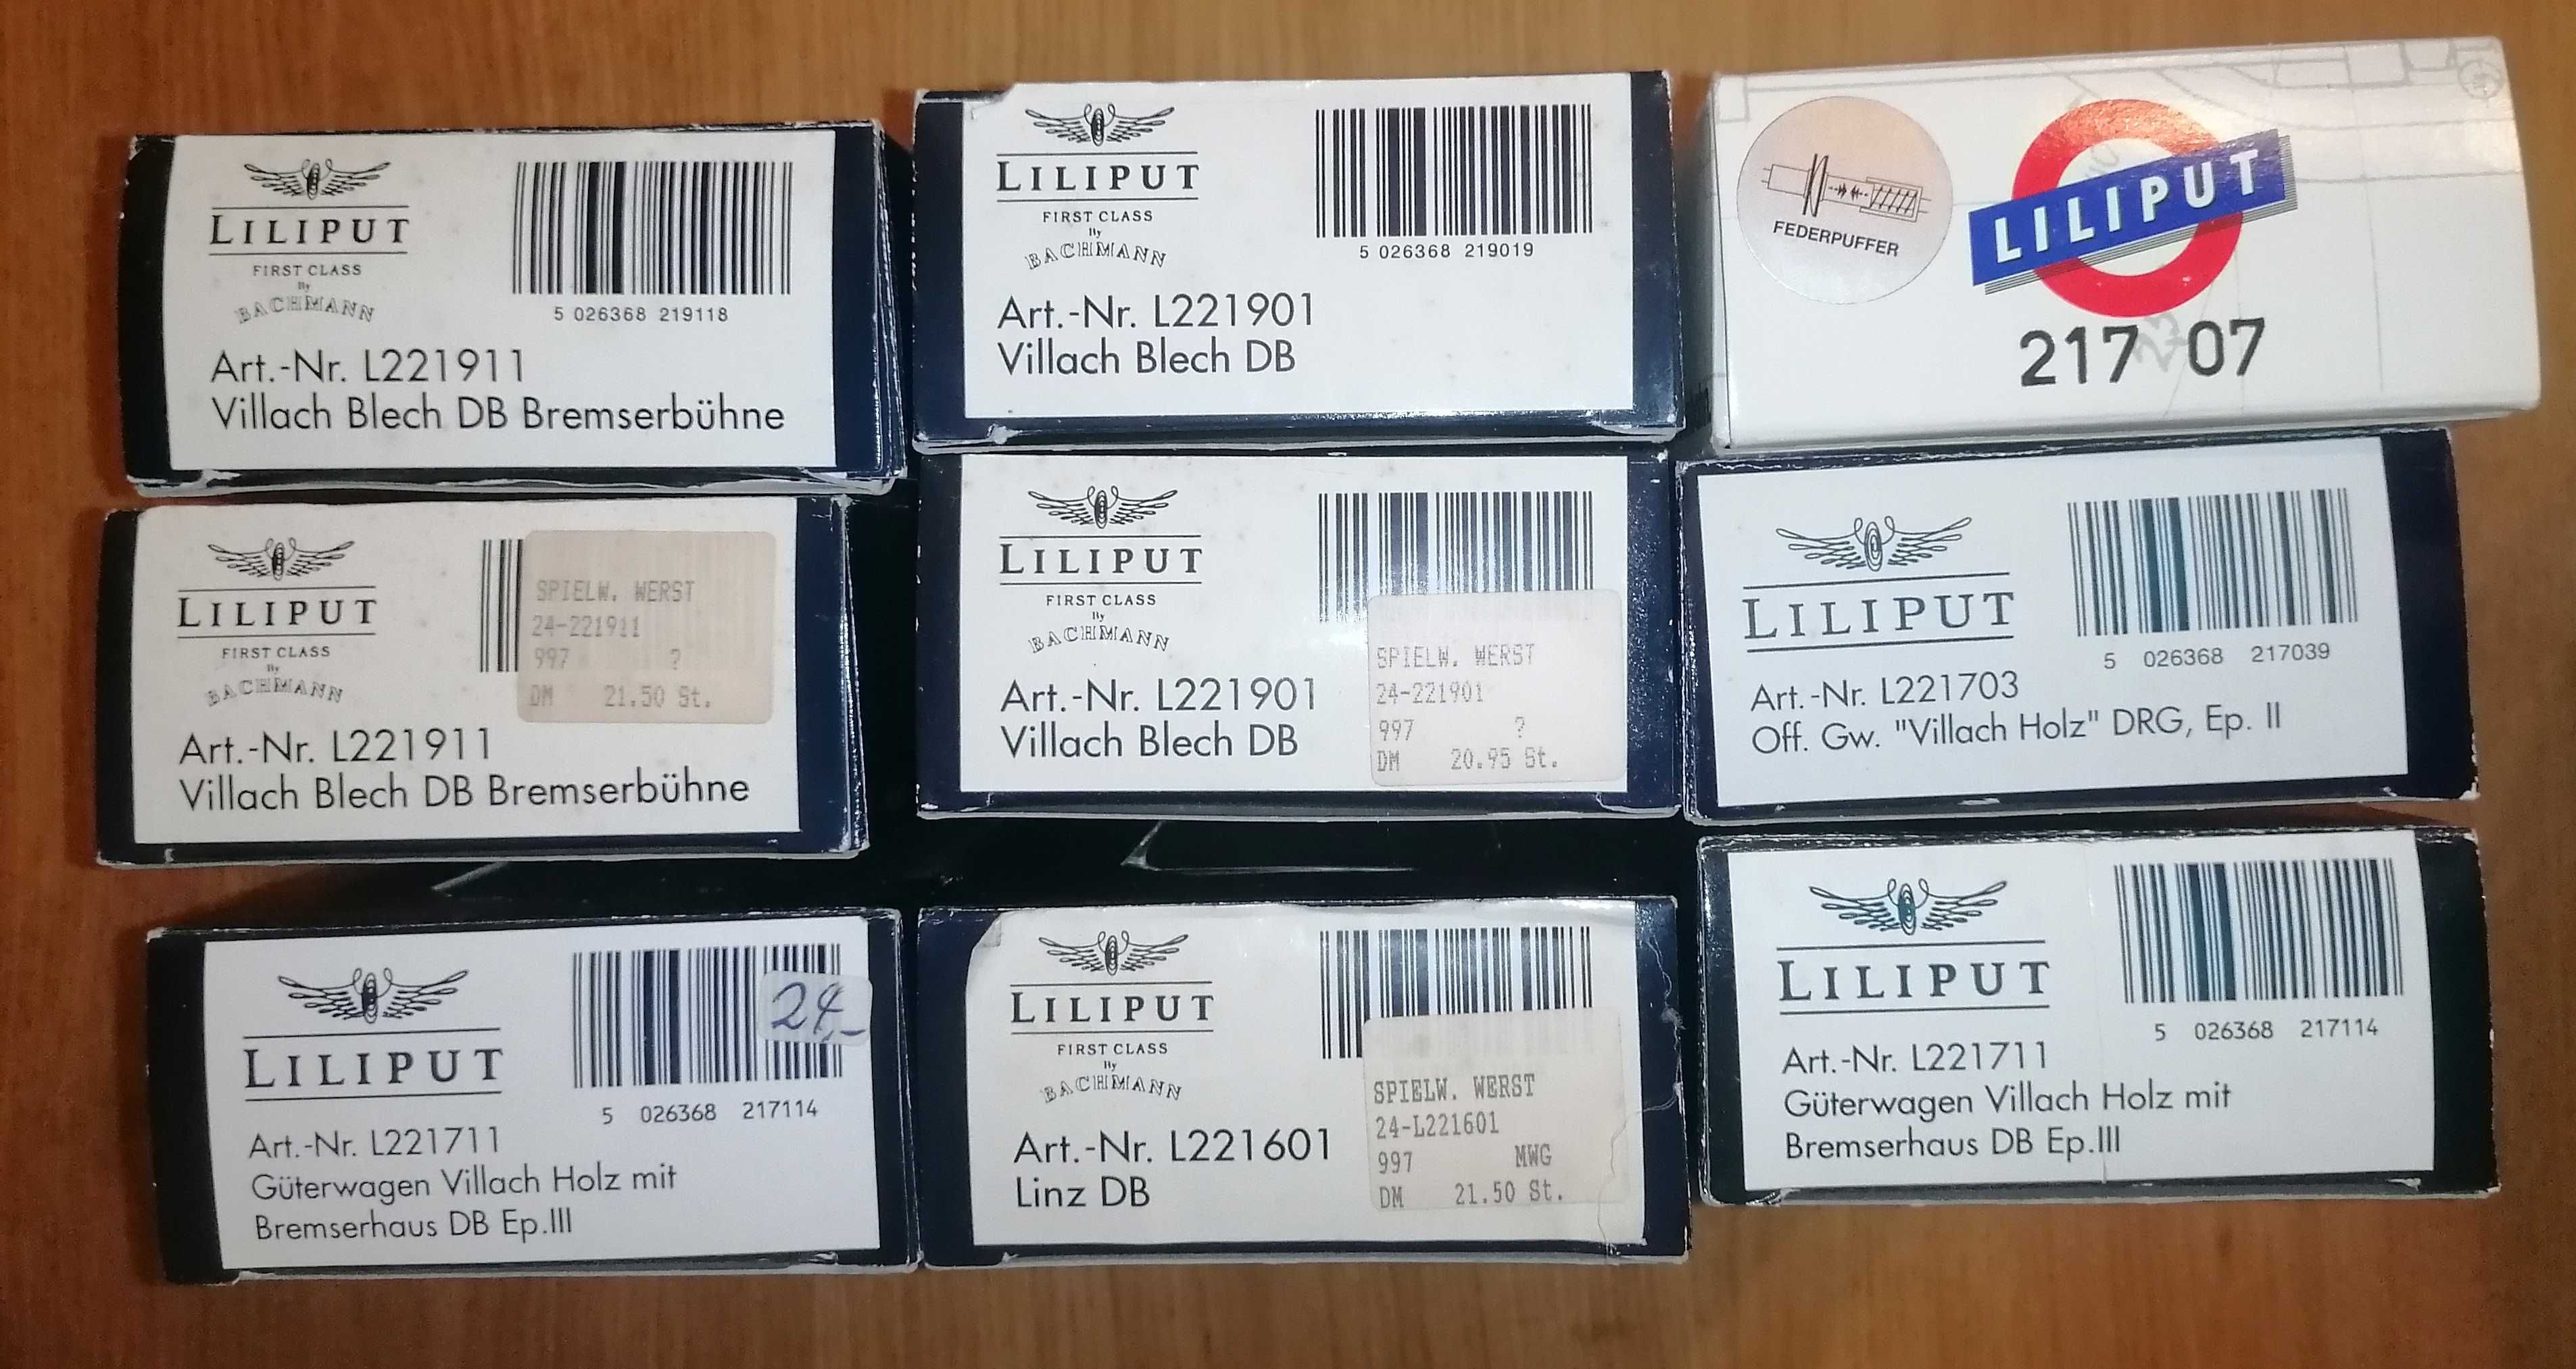 LILIPUT
FIRST CLASS
By
BACHMANN
5 026368 219118
Art.-Nr. L221911
Villach Blech DB Bremserbühne
LILIPUT
FIRST CLASS
By
BACHMANN
5 026368 219019
Art.-Nr. L221901
Villach Blech DB
FEDERPUFFER
LILIPUT
217 07
LILIPUT
FIRST CLASS
By
BACHMANN
SPIELW. WERST
24-221911
997 ?
DM 21.50 St.
Art.-Nr. L221911
Villach Blech DB Bremserbühne
LILIPUT
FIRST CLASS
By
BACHMANN
SPIELW. WERST
24-221901
997 ?
DM 20.95 St.
Art.-Nr. L221901
Villach Blech DB
LILIPUT
5 026368 217039
Art.-Nr. L221703
Off. Gw. "Villach Holz" DRG, Ep. II
LILIPUT
24,-
5 026368 217114
Art.-Nr. L221711
Güterwagen Villach Holz mit
Bremserhaus DB Ep.III
LILIPUT
FIRST CLASS
By
BACHMANN
SPIELW. WERST
24-L221601
997 MWG
DM 21.50 St.
Art.-Nr. L221601
Linz DB
LILIPUT
5 026368 217114
Art.-Nr. L221711
Güterwagen Villach Holz mit
Bremserhaus DB Ep.III